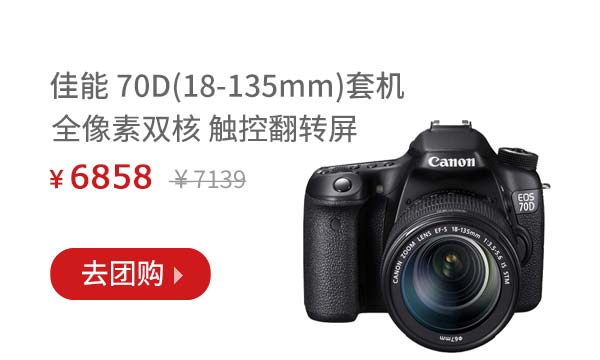 佳能 70D(18-135mm)套机
全像素双核 触控翻转屏
¥ 6858 ¥7139
去团购
Canon
EOS
70D
CANON ZOOM LENS EF-S 18-135mm 1:3.5-5.6 IS STM
Φ67mm